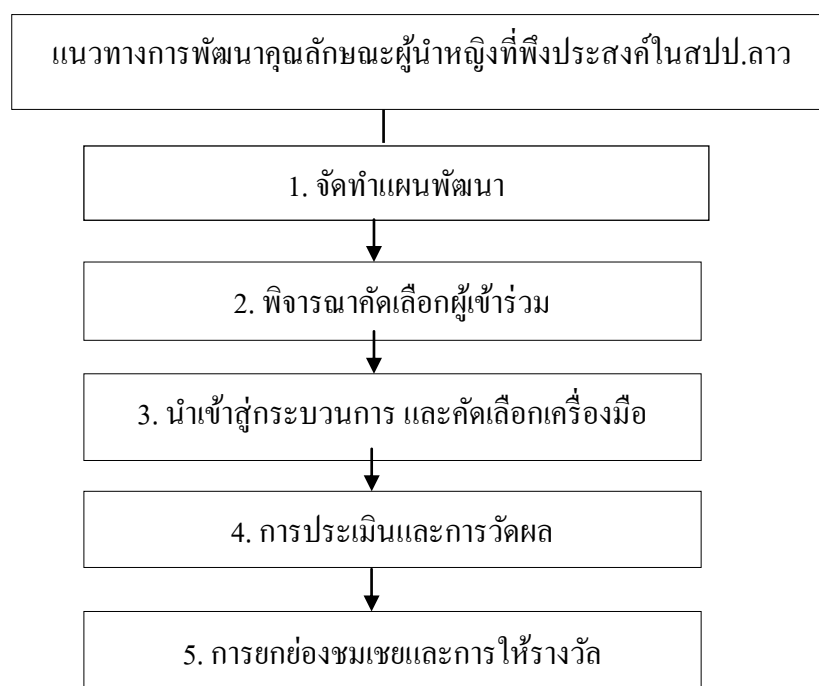 แนวทางการพัฒนาคุณลักษณะผู้นำหญิงที่พึงประสงค์ในสปป.ลาว
1. จัดทำแผนพัฒนา
2. พิจารณาคัดเลือกผู้เข้าร่วม
3. นำเข้าสู่กระบวนการ และคัดเลือกเครื่องมือ
4. การประเมินและการวัดผล
5. การยกย่องชมเชยและการให้รางวัล